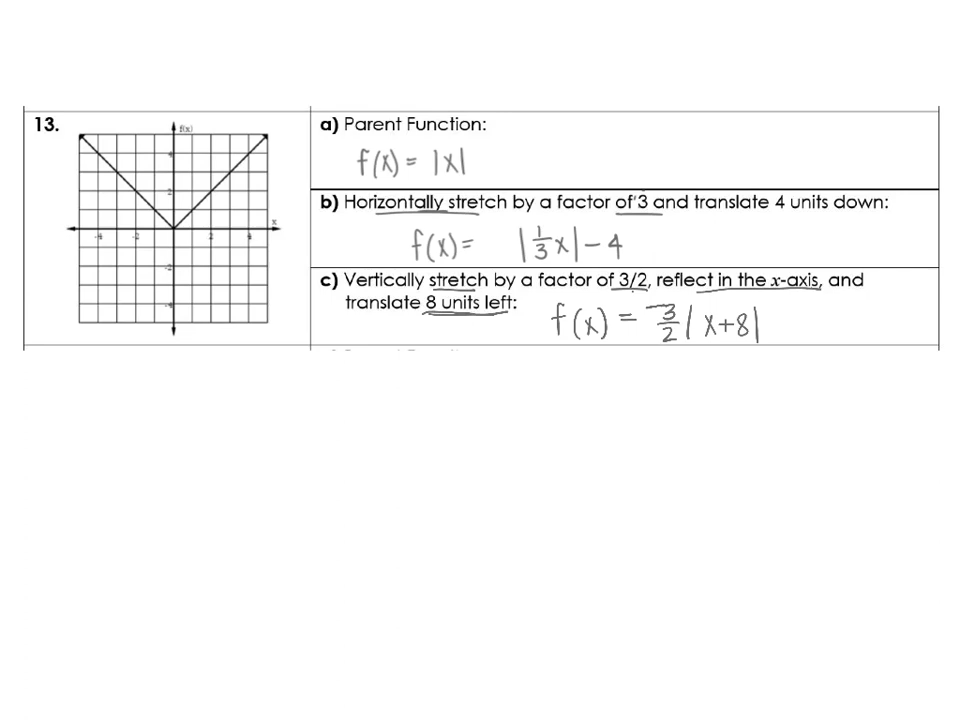 13.
f(x)
4
2
x
-4 -2 2 4
-2
-4
a) Parent Function:
f(x) = |x|
b) Horizontally stretch by a factor of 3 and translate 4 units down:
f(x) = |1/3 x| - 4
c) Vertically stretch by a factor of 3/2, reflect in the x-axis, and
translate 8 units left:
f(x) = -3/2 |x+8|